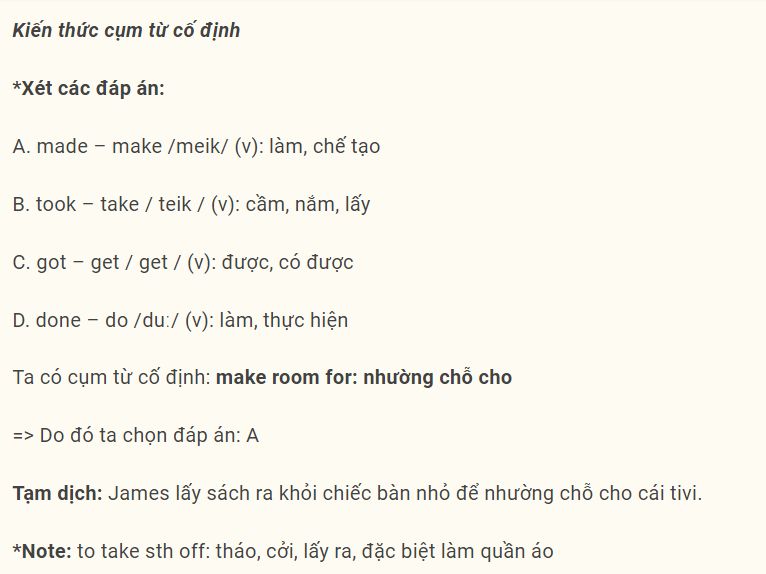 Kiến thức cụm từ cố định
*Xét các đáp án:
A. made – make /meik/ (v): làm, chế tạo
B. took – take / teik / (v): cầm, nắm, lấy
C. got – get / get / (v): được, có được
D. done – do /duː/ (v): làm, thực hiện
Ta có cụm từ cố định: make room for: nhường chỗ cho
=> Do đó ta chọn đáp án: A
Tạm dịch: James lấy sách ra khỏi chiếc bàn nhỏ để nhường chỗ cho cái tivi.
*Note: to take sth off: tháo, cởi, lấy ra, đặc biệt làm quần áo